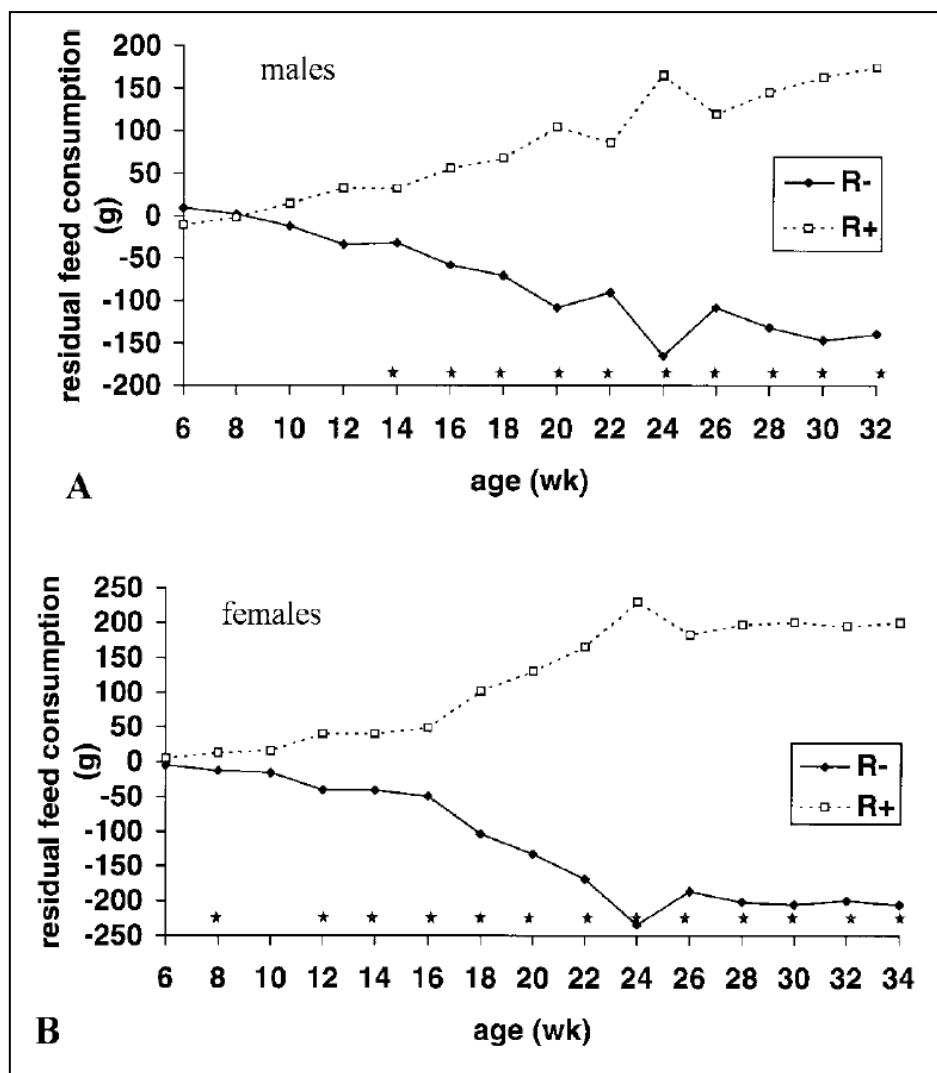 200
150
100
50
0
-50
-100
-150
-200
residual feed consumption
(g)
males
R-
R+
6 8 10 12 14 16 18 20 22 24 26 28 30 32
age (wk)
A
250
200
150
100
50
0
-50
-100
-150
-200
-250
residual feed consumption
(g)
females
R-
R+
6 8 10 12 14 16 18 20 22 24 26 28 30 32 34
age (wk)
B